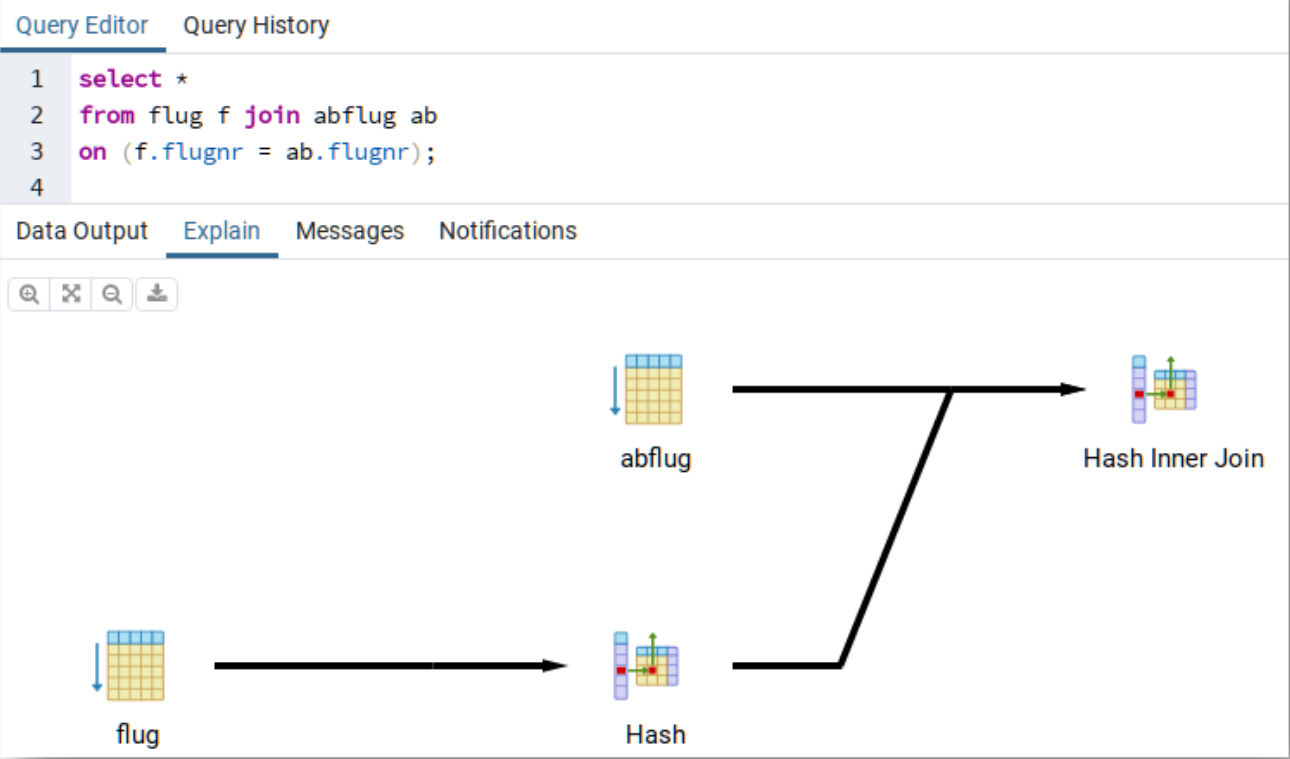 Query Editor Query History
1 select *
2 from flug f join abflug ab
3 on (f.flugnr = ab.flugnr);
4
Data Output Explain Messages Notifications
abflug Hash Inner Join
flug Hash